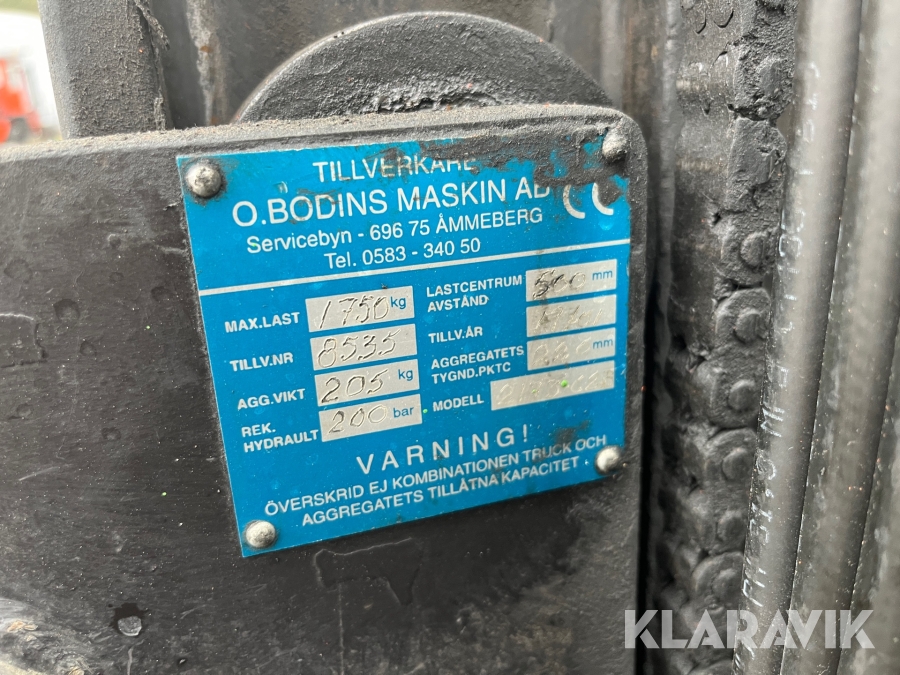 TILLVERKARE
O.BODINS MASKIN AB CE
Servicebyn - 696 75 ÅMMEBERG
Tel. 0583 - 340 50
MAX.LAST 1750 kg
TILLV.NR 8535
AGG.VIKT 205 kg
REK. HYDRAULT 200 bar
LASTCENTRUM AVSTÅND 500 mm
TILLV.ÅR
AGGREGATETS TYGND.PKTC mm
MODELL
VARNING!
ÖVERSKRID EJ KOMBINATIONEN TRUCK OCH
AGGREGATETS TILLÅTNA KAPACITET
KLARAVIK